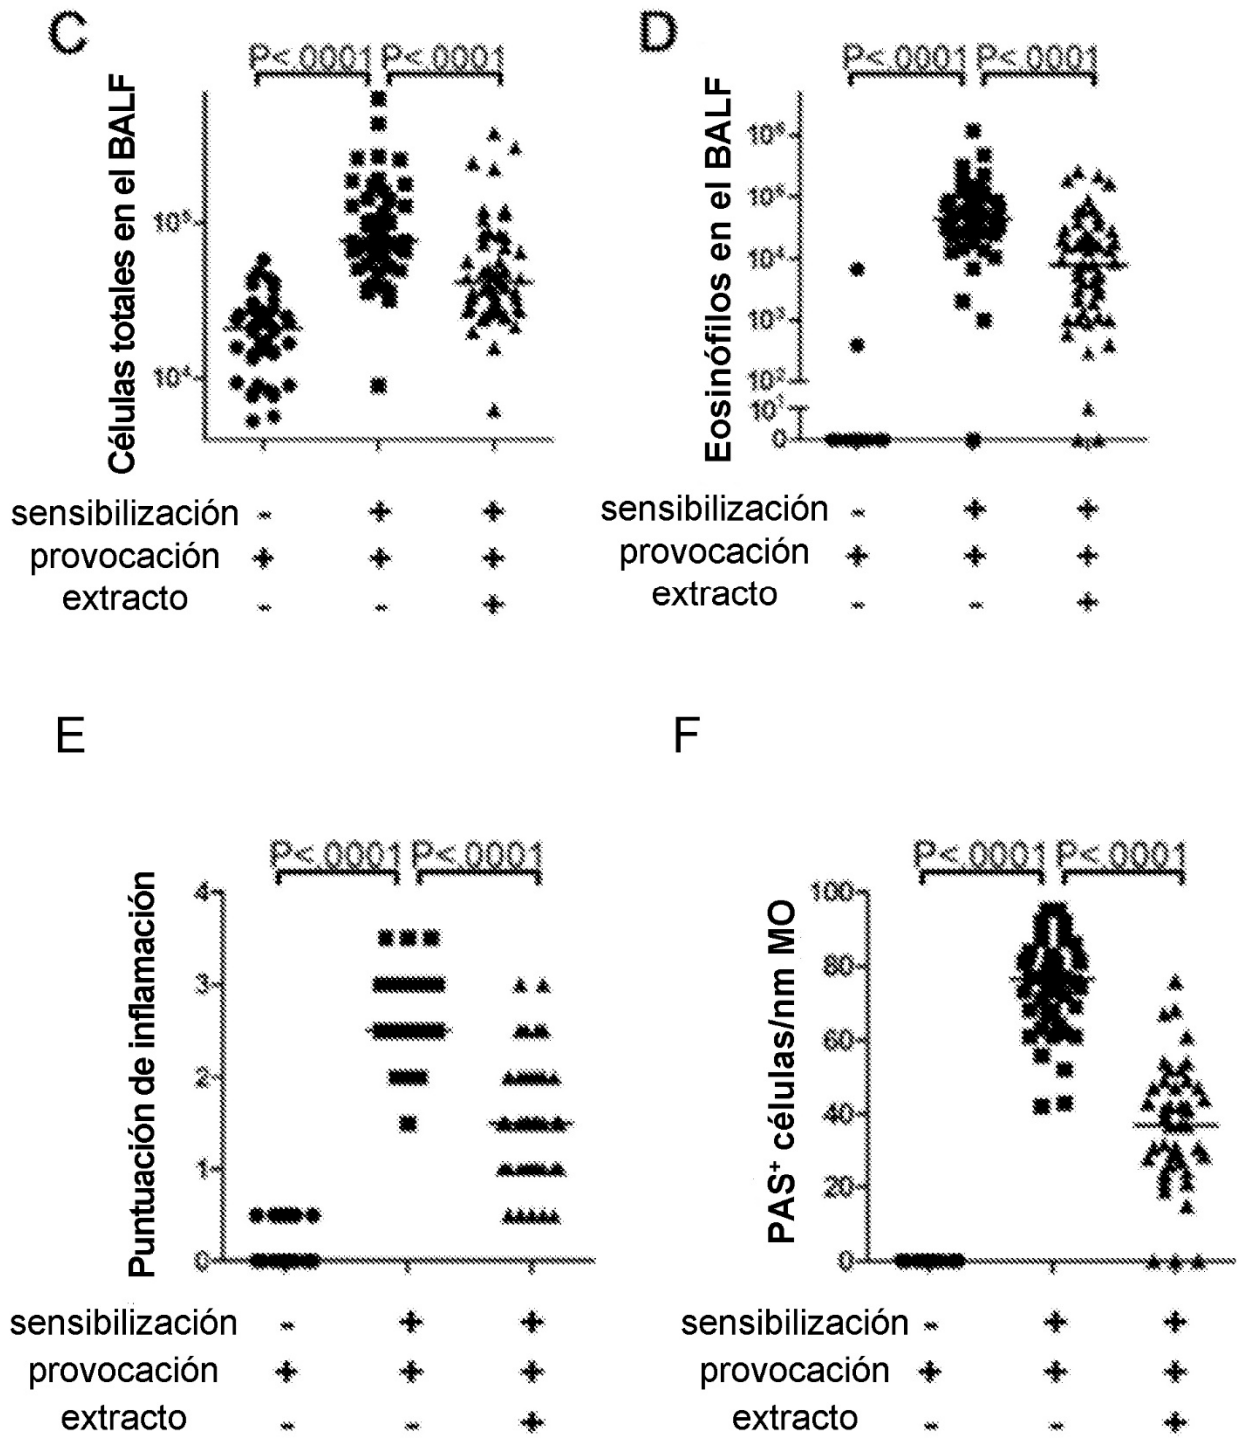 C
P<.0001 P<.0001
Células totales en el BALF
10⁵
10⁴
sensibilización - + +
provocación + + +
extracto - - +
D
P<.0001 P<.0001
Eosinófilos en el BALF
10⁶
10⁵
10⁴
10³
10²
10¹
0
sensibilización - + +
provocación + + +
extracto - - +
E
P<.0001 P<.0001
Puntuación de inflamación
4
3
2
1
0
sensibilización - + +
provocación + + +
extracto - - +
F
P<.0001 P<.0001
PAS⁺ células/nm MO
100
80
60
40
20
0
sensibilización - + +
provocación + + +
extracto - - +